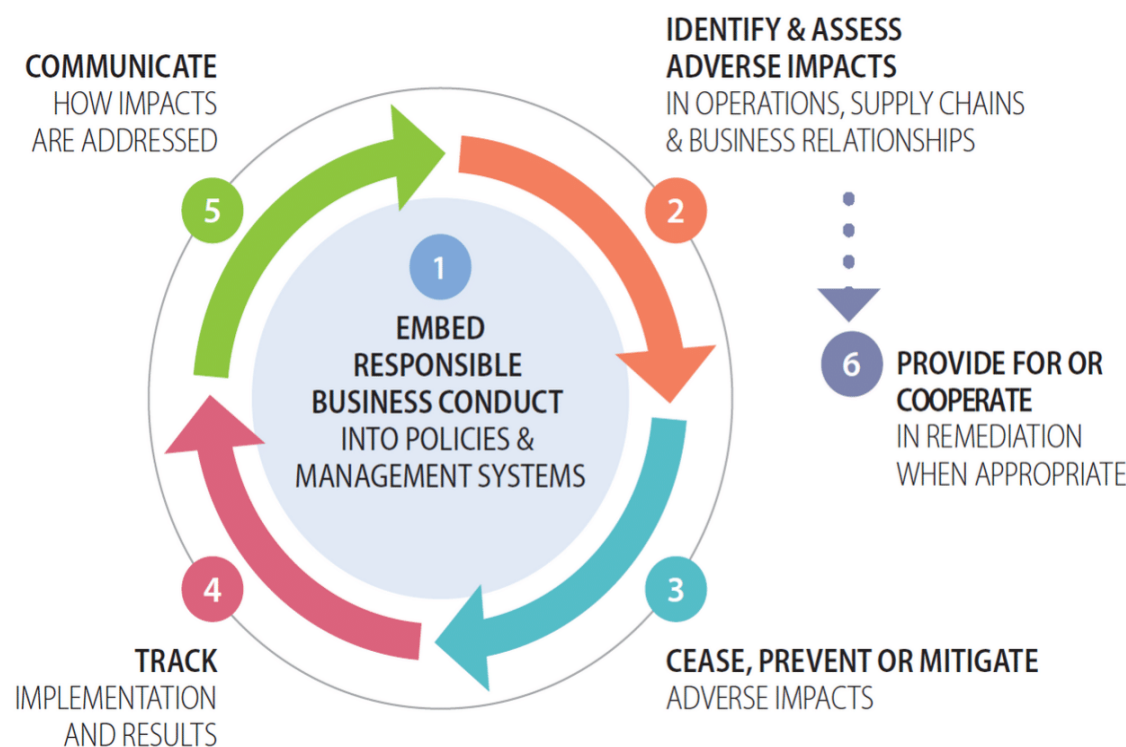 1
EMBED
RESPONSIBLE
BUSINESS CONDUCT
INTO POLICIES &
MANAGEMENT SYSTEMS
2
IDENTIFY & ASSESS
ADVERSE IMPACTS
IN OPERATIONS, SUPPLY CHAINS
& BUSINESS RELATIONSHIPS
3
CEASE, PREVENT OR MITIGATE
ADVERSE IMPACTS
4
TRACK
IMPLEMENTATION
AND RESULTS
5
COMMUNICATE
HOW IMPACTS
ARE ADDRESSED
6
PROVIDE FOR OR
COOPERATE
IN REMEDIATION
WHEN APPROPRIATE